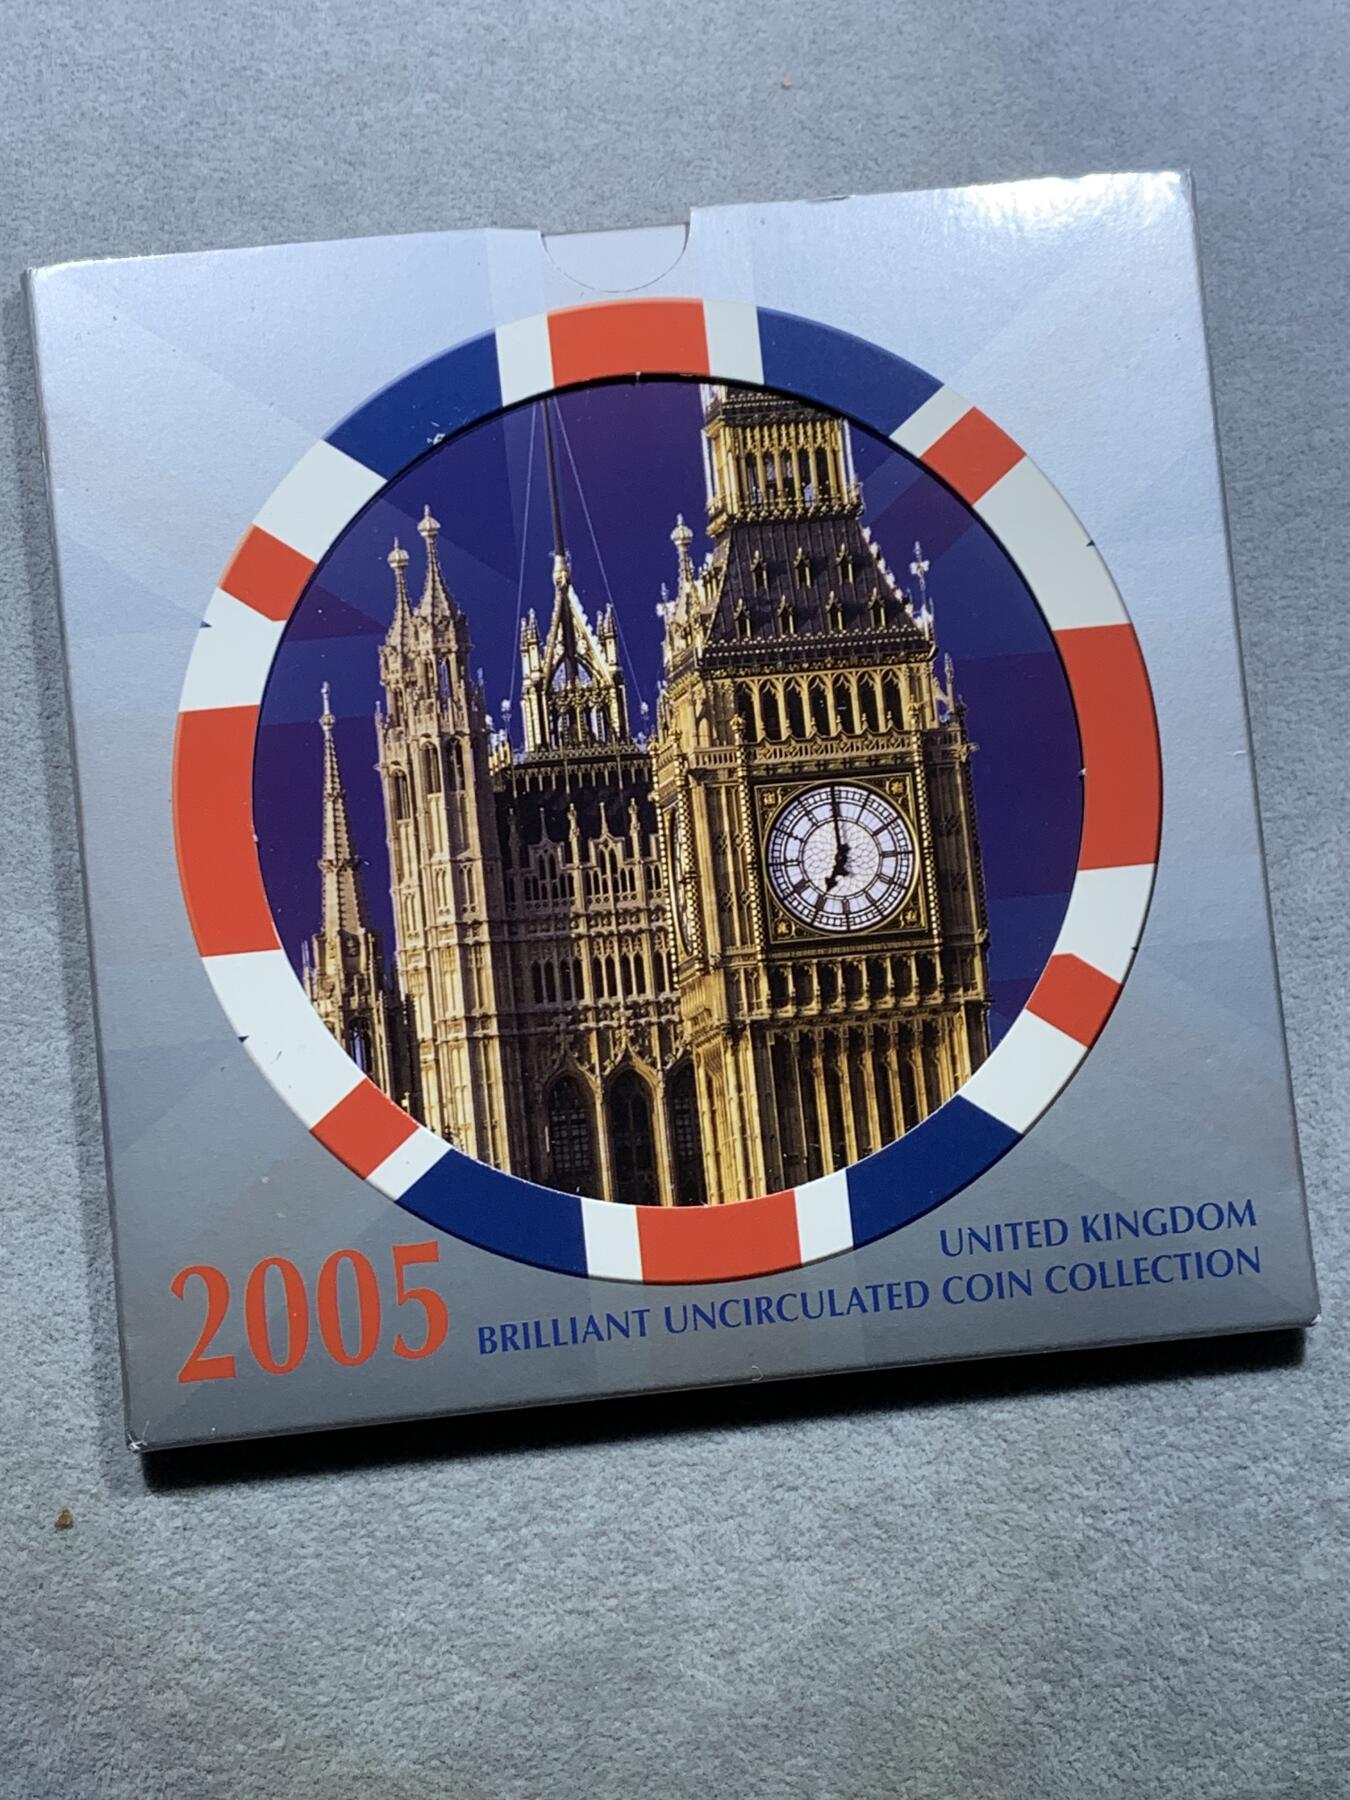 2005
UNITED KINGDOM
BRILLIANT UNCIRCULATED COIN COLLECTION